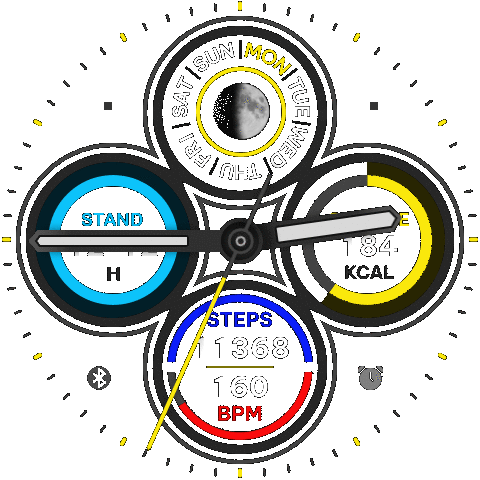 SUN MON TUE WED THU FRI SAT
STAND
H
184
KCAL
STEPS
11368
160
BPM